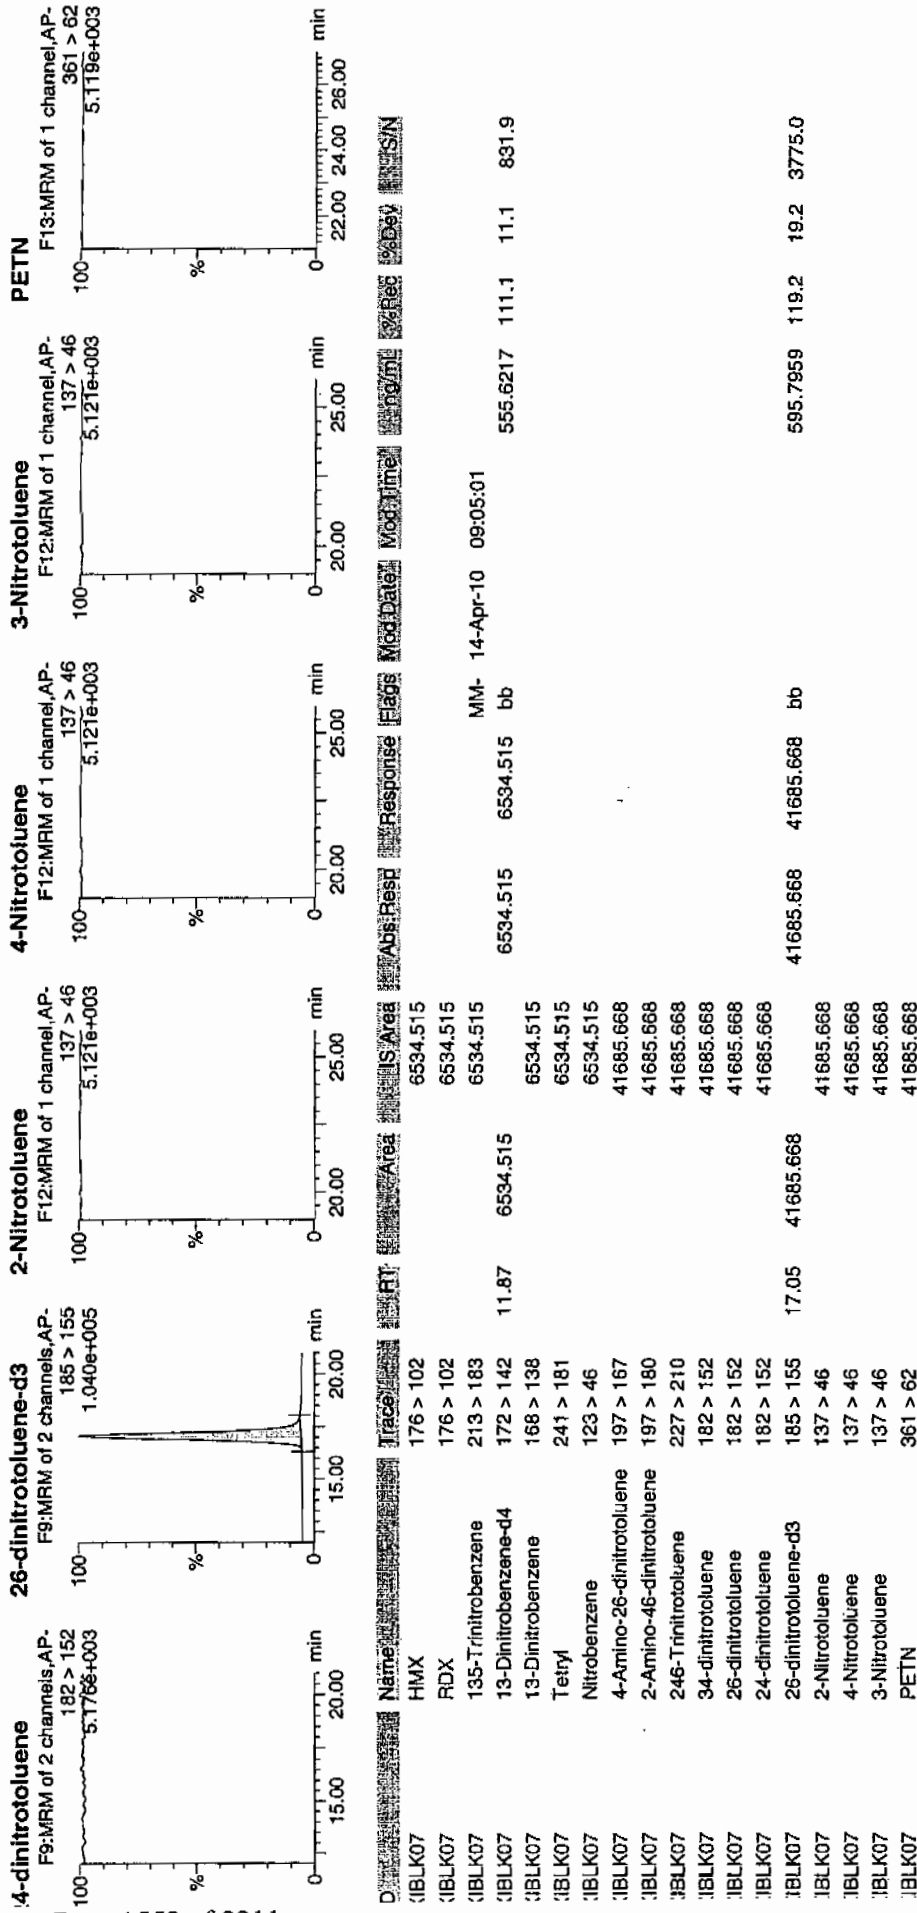 4-dinitrotoluene
F9:MRM of 2 channels,AP-
182 > 152
5.176e+003
100
%
0
15.00 20.00 min
26-dinitrotoluene-d3
F9:MRM of 2 channels,AP-
185 > 155
1.040e+005
100
%
0
15.00 20.00 min
2-Nitrotoluene
F12:MRM of 1 channel,AP-
137 > 46
5.121e+003
100
%
0
20.00 25.00 min
4-Nitrotoluene
F12:MRM of 1 channel,AP-
137 > 46
5.121e+003
100
%
0
20.00 25.00 min
3-Nitrotoluene
F12:MRM of 1 channel,AP-
137 > 46
5.121e+003
100
%
0
20.00 25.00 min
PETN
F13:MRM of 1 channel,AP-
361 > 62
5.119e+003
100
%
0
22.00 24.00 26.00 min
Name Trace RT Area IS Area Abs.Resp Response Flags Mod.Date Mod.Time ng/mL %Rec %Dev S/N
IBLK07 HMX 176 > 102 6534.515
IBLK07 RDX 176 > 102 6534.515
IBLK07 135-Trinitrobenzene 213 > 183 6534.515 MM- 14-Apr-10 09:05:01
IBLK07 13-Dinitrobenzene-d4 172 > 142 11.87 6534.515 6534.515 6534.515 bb 555.6217 111.1 11.1 831.9
IBLK07 13-Dinitrobenzene 168 > 138 6534.515
IBLK07 Tetryl 241 > 181 6534.515
IBLK07 Nitrobenzene 123 > 46 6534.515
IBLK07 4-Amino-26-dinitrotoluene 197 > 167 41685.668
IBLK07 2-Amino-46-dinitrotoluene 197 > 180 41685.668
IBLK07 246-Trinitrotoluene 227 > 210 41685.668
IBLK07 34-dinitrotoluene 182 > 152 41685.668
IBLK07 26-dinitrotoluene 182 > 152 41685.668
IBLK07 24-dinitrotoluene 182 > 152 41685.668
IBLK07 26-dinitrotoluene-d3 185 > 155 17.05 41685.668 41685.668 41685.668 bb 595.7959 119.2 19.2 3775.0
IBLK07 2-Nitrotoluene 137 > 46 41685.668
IBLK07 4-Nitrotoluene 137 > 46 41685.668
IBLK07 3-Nitrotoluene 137 > 46 41685.668
IBLK07 PETN 361 > 62 41685.668